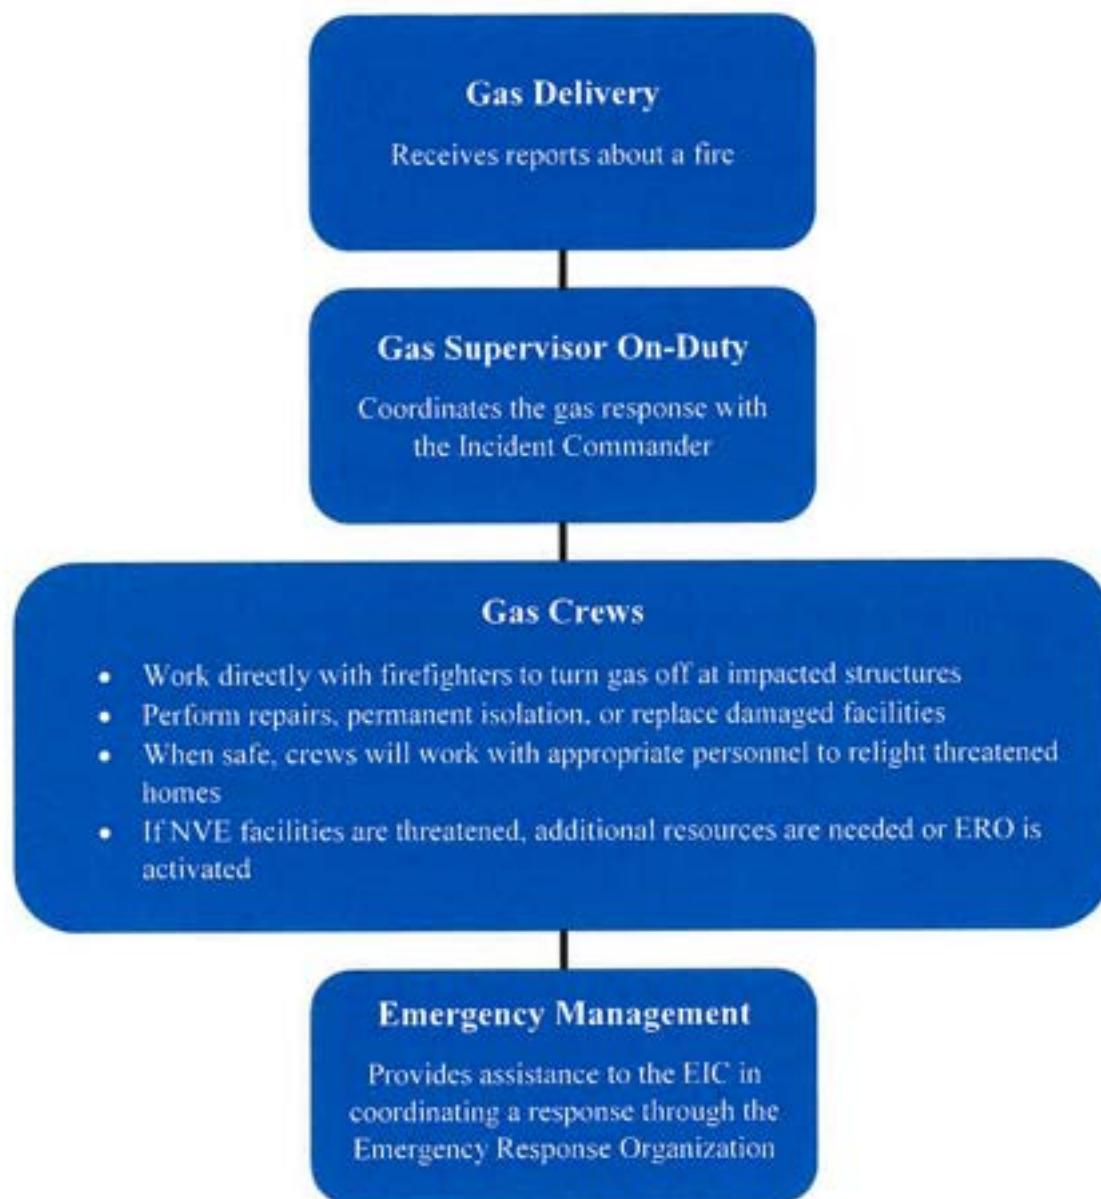 Gas Delivery
Receives reports about a fire
Gas Supervisor On-Duty
Coordinates the gas response with
the Incident Commander
Gas Crews
• Work directly with firefighters to turn gas off at impacted structures
• Perform repairs, permanent isolation, or replace damaged facilities
• When safe, crews will work with appropriate personnel to relight threatened
homes
• If NVE facilities are threatened, additional resources are needed or ERO is
activated
Emergency Management
Provides assistance to the EIC in
coordinating a response through the
Emergency Response Organization